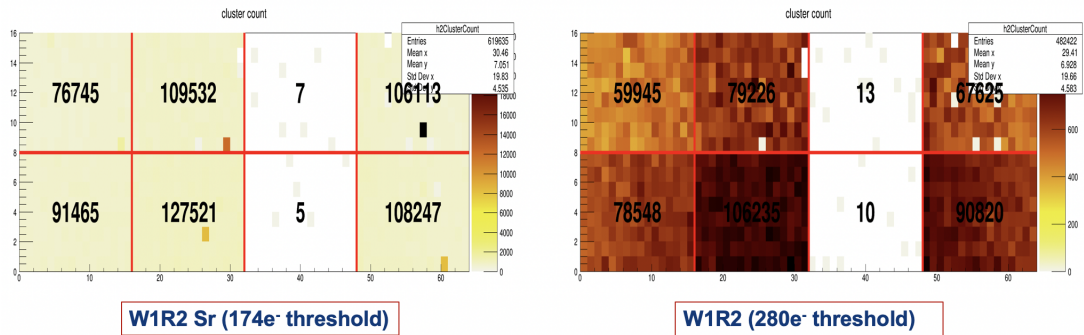 cluster count
h2ClusterCount
Entries 619635
Mean x 30.46
Mean y 7.051
Std Dev x 19.83
4.535
16
14
12
10
8
6
4
2
0
76745 109532 7 106113
91465 127521 5 108247
18000
16000
14000
12000
10000
8000
6000
4000
2000
0
0 10 20 30 40 50 60
W1R2 Sr (174e- threshold)
cluster count
h2ClusterCount
Entries 482422
Mean x 29.41
Mean y 6.928
Std Dev x 19.66
4.583
16
14
12
10
8
6
4
2
0
59945 79226 13 67625
78548 106235 10 90820
600
400
200
0
0 10 20 30 40 50 60
W1R2 (280e- threshold)